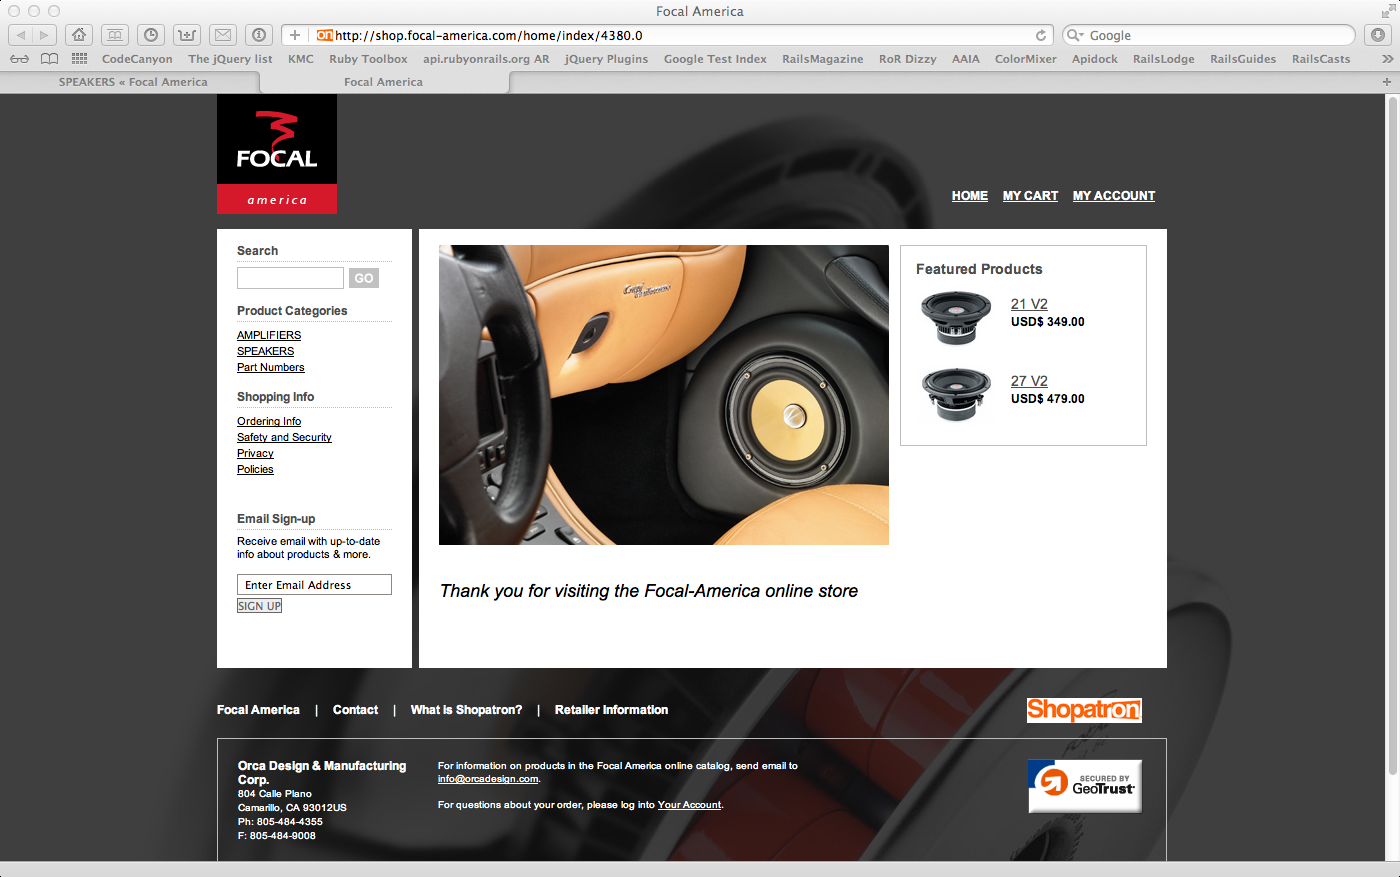 Focal America
http://shop.focal-america.com/home/index/4380.0
Google
CodeCanyon The jQuery list KMC Ruby Toolbox api.rubyonrails.org AR jQuery Plugins Google Test Index RailsMagazine RoR Dizzy AAIA ColorMixer Apidock RailsLodge RailsGuides RailsCasts
SPEAKERS « Focal America
Focal America
FOCAL
america
HOME MY CART MY ACCOUNT
Search
GO
Product Categories
AMPLIFIERS
SPEAKERS
Part Numbers
Shopping Info
Ordering Info
Safety and Security
Privacy
Policies
Email Sign-up
Receive email with up-to-date
info about products & more.
Enter Email Address
SIGN UP
Featured Products
21 V2
USD$ 349.00
27 V2
USD$ 479.00
Thank you for visiting the Focal-America online store
Focal America | Contact | What is Shopatron? | Retailer Information
Shopatron
Orca Design & Manufacturing
Corp.
804 Calle Plano
Camarillo, CA 93012US
Ph: 805-484-4355
F: 805-484-9008
For information on products in the Focal America online catalog, send email to
info@orcadesign.com.
For questions about your order, please log into Your Account.
SECURED BY
GeoTrust